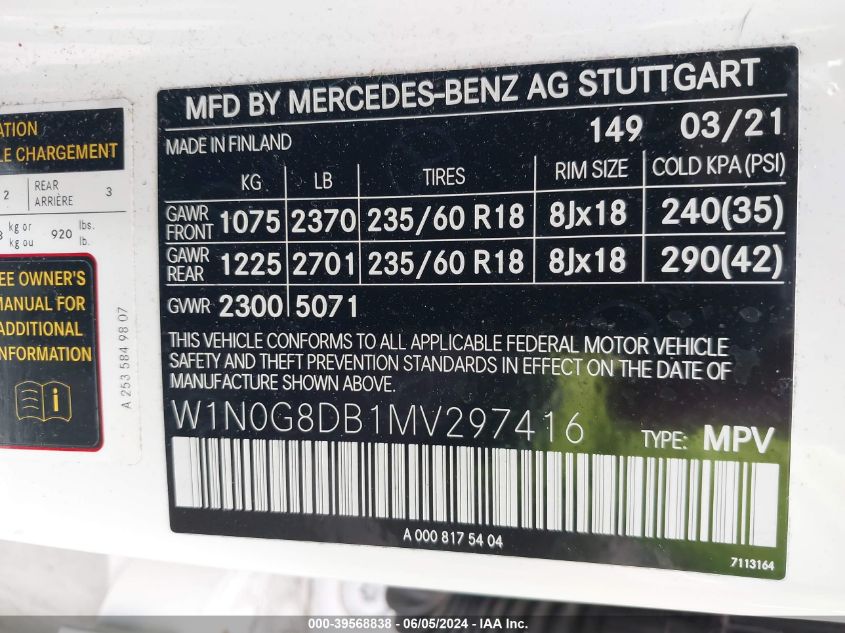 ATION
LE CHARGEMENT
2 REAR ARRIÈRE 3
kg or
kg ou 920 lbs.
lb.
EE OWNER'S
MANUAL FOR
ADDITIONAL
INFORMATION
A 253 584 98 07
MFD BY MERCEDES-BENZ AG STUTTGART
MADE IN FINLAND 149 03/21
KG LB TIRES RIM SIZE COLD KPA (PSI)
GAWR FRONT 1075 2370 235/60 R18 8Jx18 240(35)
GAWR REAR 1225 2701 235/60 R18 8Jx18 290(42)
GVWR 2300 5071
THIS VEHICLE CONFORMS TO ALL APPLICABLE FEDERAL MOTOR VEHICLE
SAFETY AND THEFT PREVENTION STANDARDS IN EFFECT ON THE DATE OF
MANUFACTURE SHOWN ABOVE.
W1N0G8DB1MV297416 TYPE: MPV
A 000 817 54 04
7113164
000-39568838 - 06/05/2024 - IAA Inc.